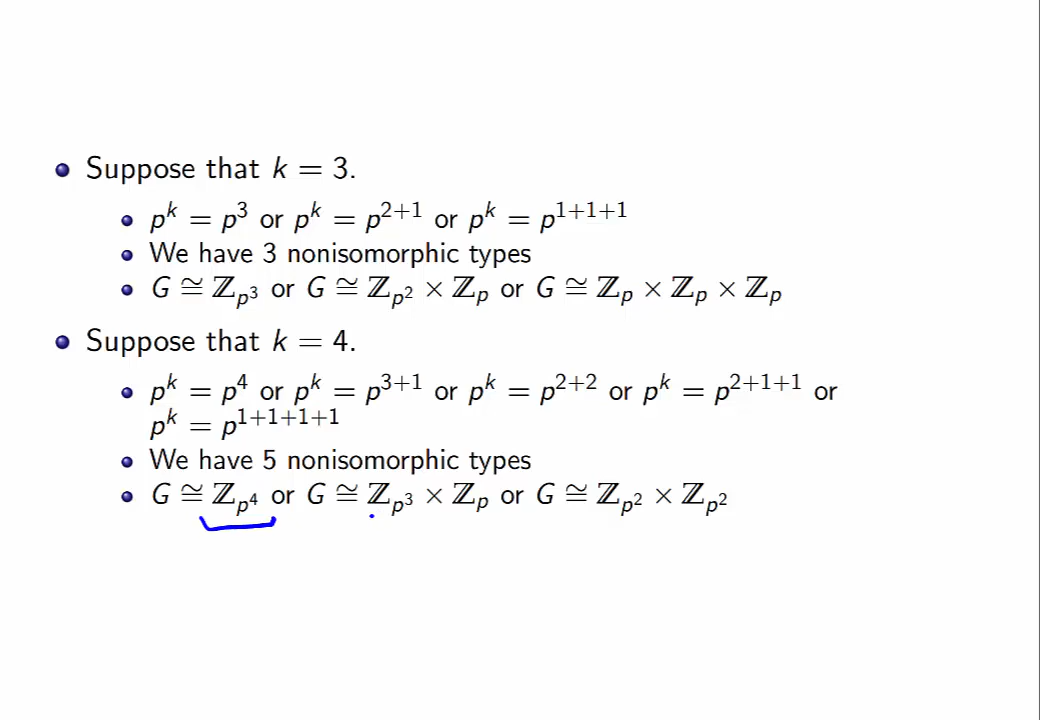 Suppose that k = 3.
p^k = p^3 or p^k = p^{2+1} or p^k = p^{1+1+1}
We have 3 nonisomorphic types
G ≅ ℤ_{p^3} or G ≅ ℤ_{p^2} × ℤ_p or G ≅ ℤ_p × ℤ_p × ℤ_p
Suppose that k = 4.
p^k = p^4 or p^k = p^{3+1} or p^k = p^{2+2} or p^k = p^{2+1+1} or
p^k = p^{1+1+1+1}
We have 5 nonisomorphic types
G ≅ ℤ_{p^4} or G ≅ ℤ_{p^3} × ℤ_p or G ≅ ℤ_{p^2} × ℤ_{p^2}